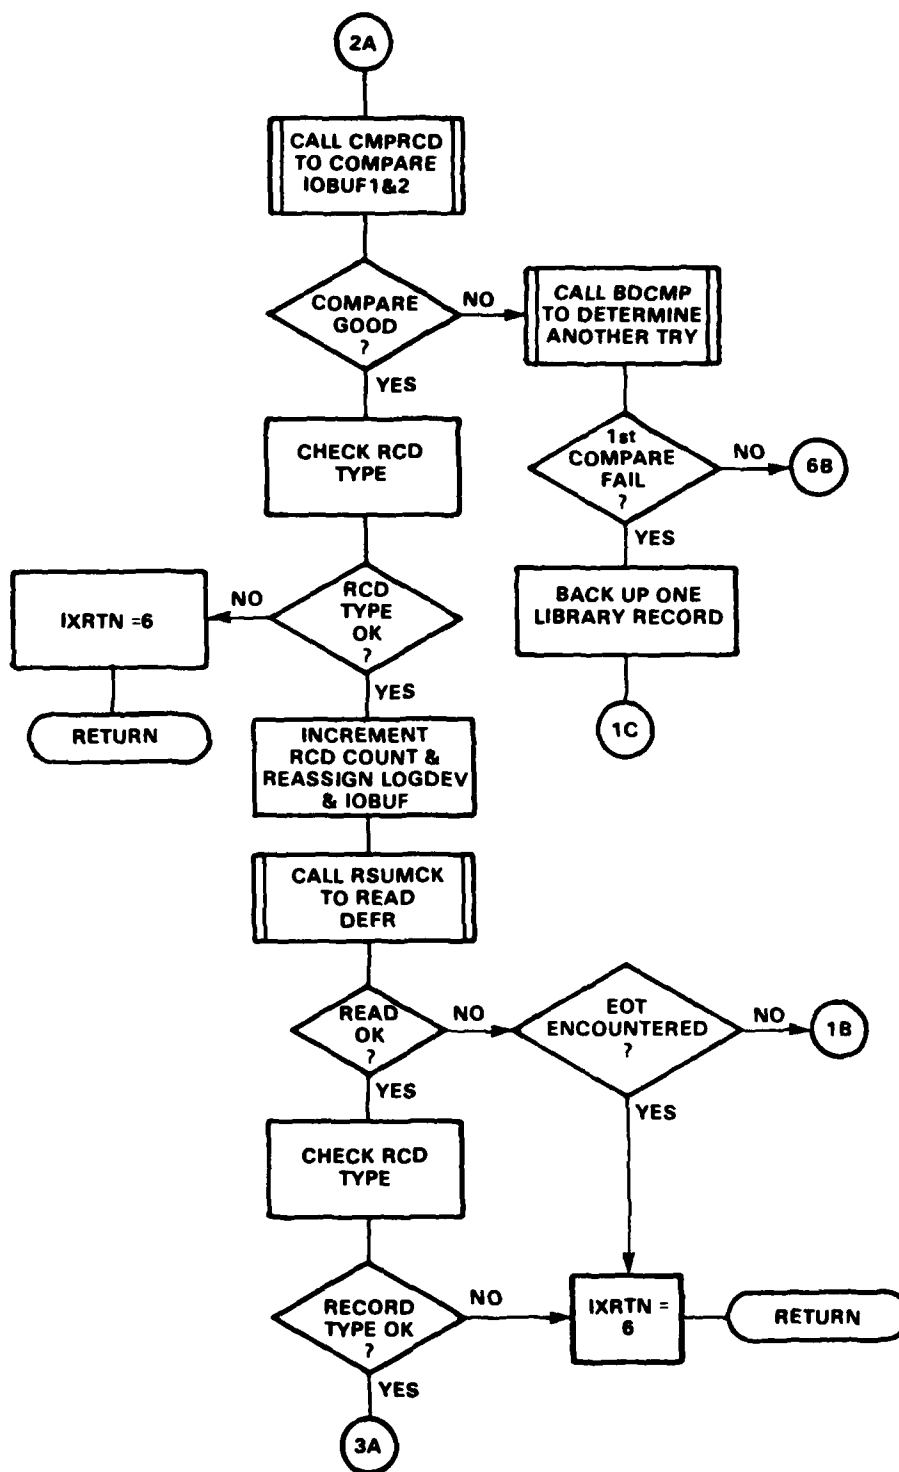 2A
CALL CMPRCD
TO COMPARE
IOBUF1&2
COMPARE
GOOD
?
NO
CALL BDCMP
TO DETERMINE
ANOTHER TRY
YES
CHECK RCD
TYPE
1st
COMPARE
FAIL
?
NO
6B
YES
BACK UP ONE
LIBRARY RECORD
1C
RCD
TYPE
OK
?
NO
IXRTN =6
RETURN
YES
INCREMENT
RCD COUNT &
REASSIGN LOGDEV
& IOBUF
CALL RSUMCK
TO READ
DEFR
READ
OK
?
NO
EOT
ENCOUNTERED
?
NO
1B
YES
YES
CHECK RCD
TYPE
RECORD
TYPE OK
?
NO
IXRTN =
6
RETURN
YES
3A